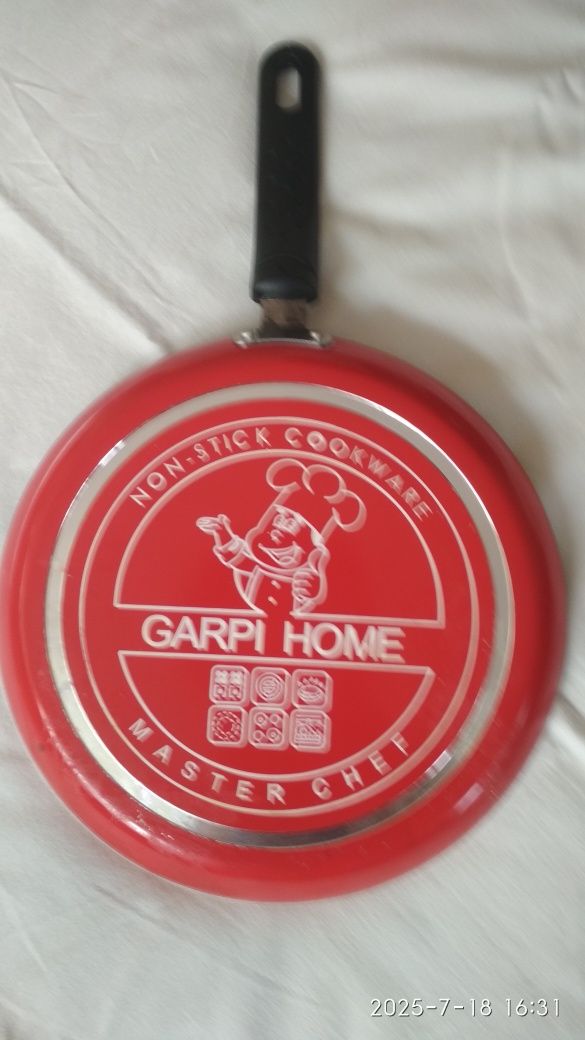 NON-STICK COOKWARE
GARPI HOME
MASTER CHEF
2025-7-18 16:31